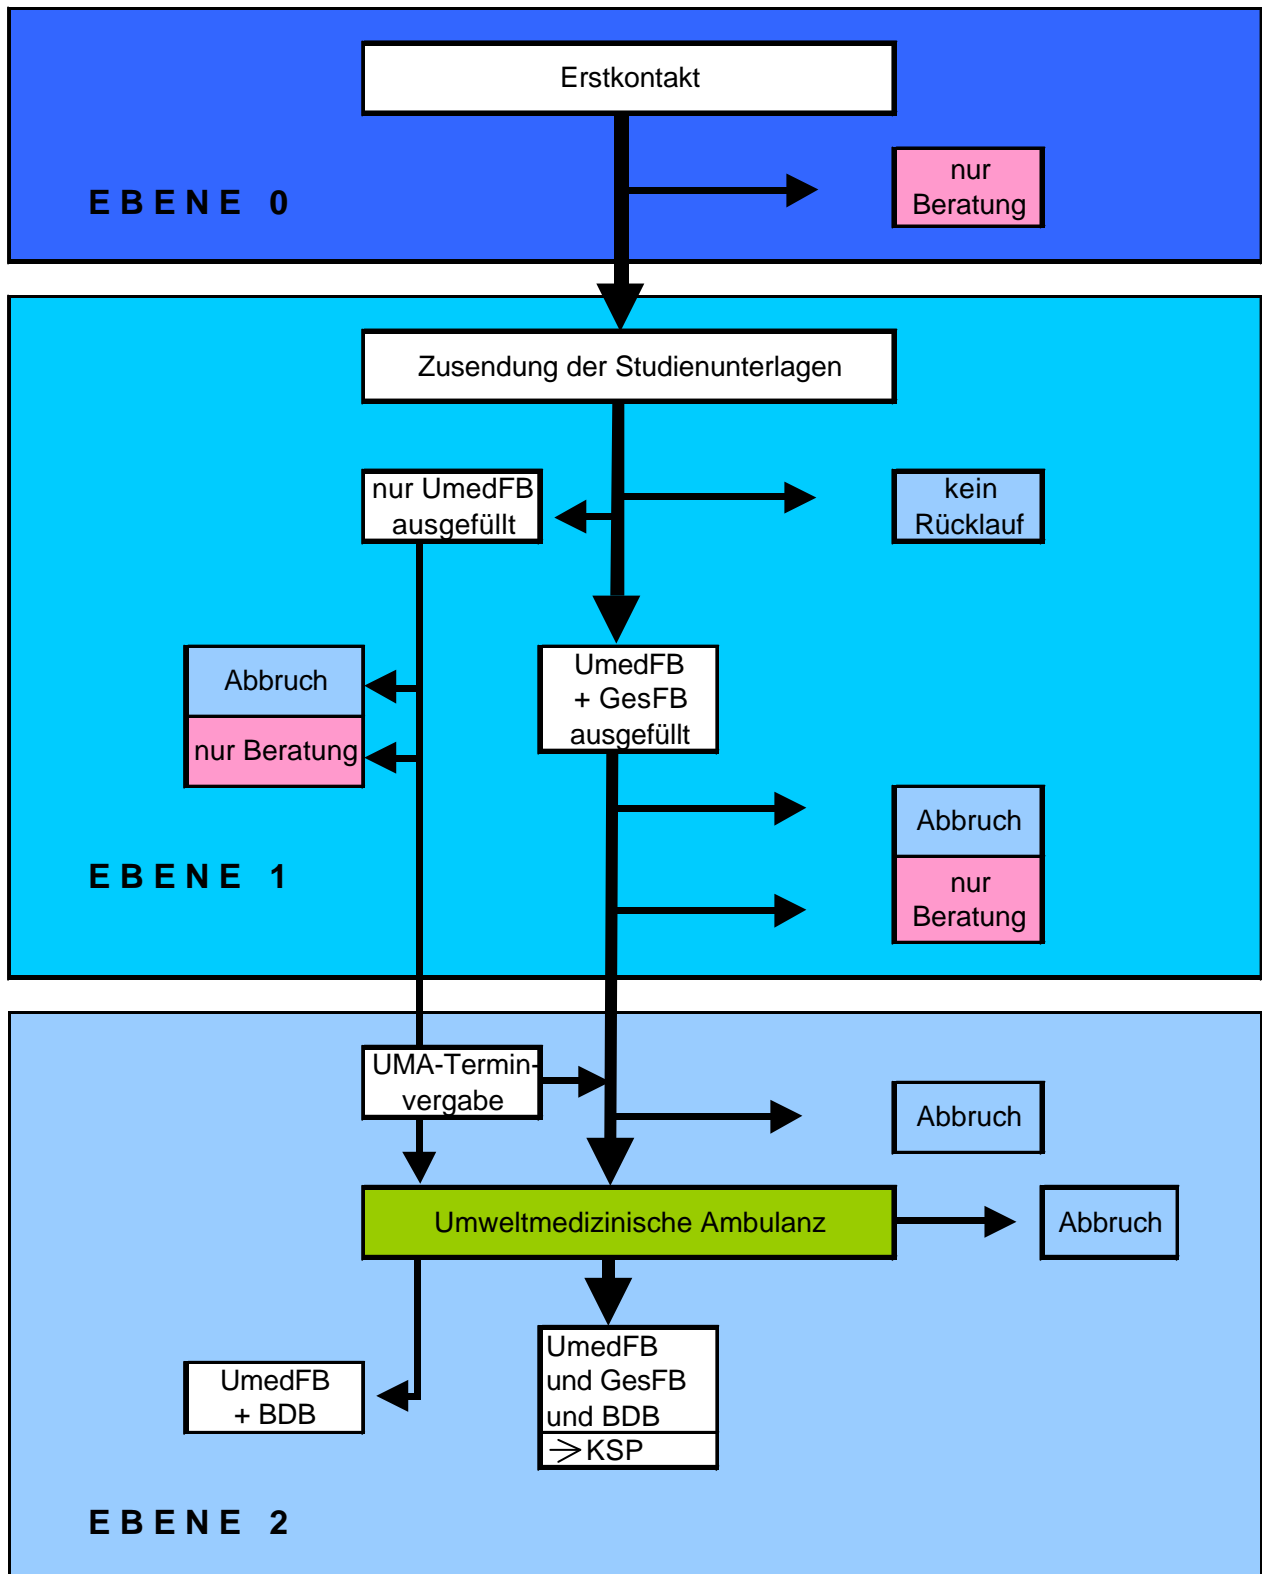 Erstkontakt
nur
Beratung
EBENE 0
Zusendung der Studienunterlagen
nur UmedFB
ausgefüllt
kein
Rücklauf
Abbruch
nur Beratung
UmedFB
+ GesFB
ausgefüllt
Abbruch
nur
Beratung
EBENE 1
UMA-Termin-
vergabe
Abbruch
Umweltmedizinische Ambulanz
Abbruch
UmedFB
+ BDB
UmedFB
und GesFB
und BDB
→ KSP
EBENE 2